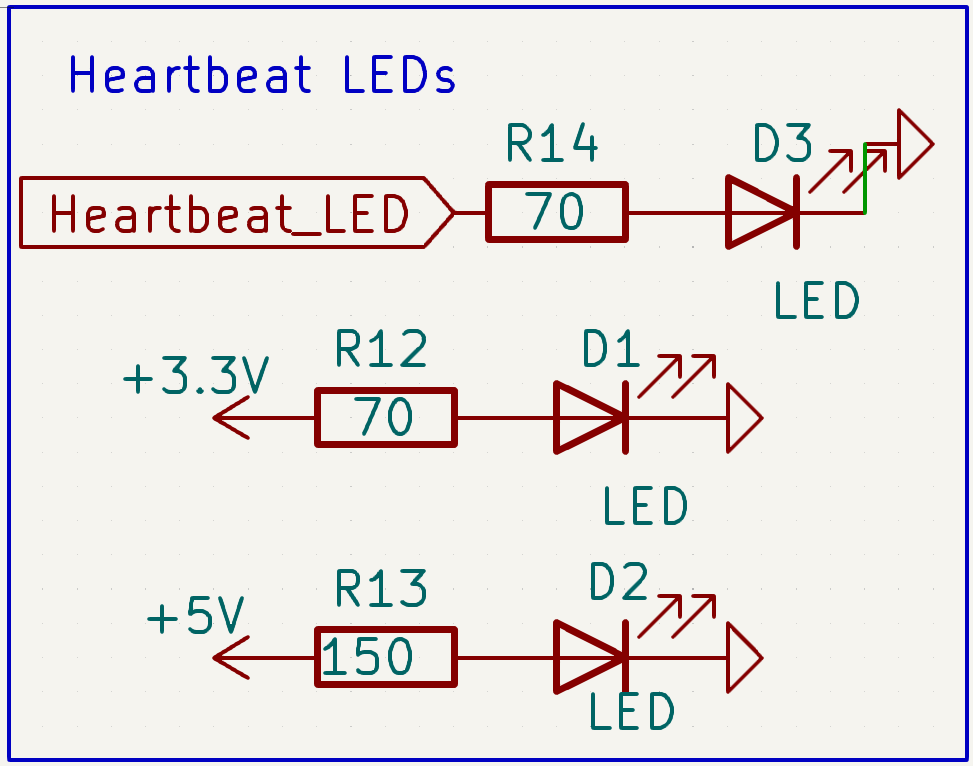 Heartbeat LEDs
R14
D3
Heartbeat_LED
70
LED
R12
D1
+3.3V
70
LED
R13
D2
+5V
150
LED